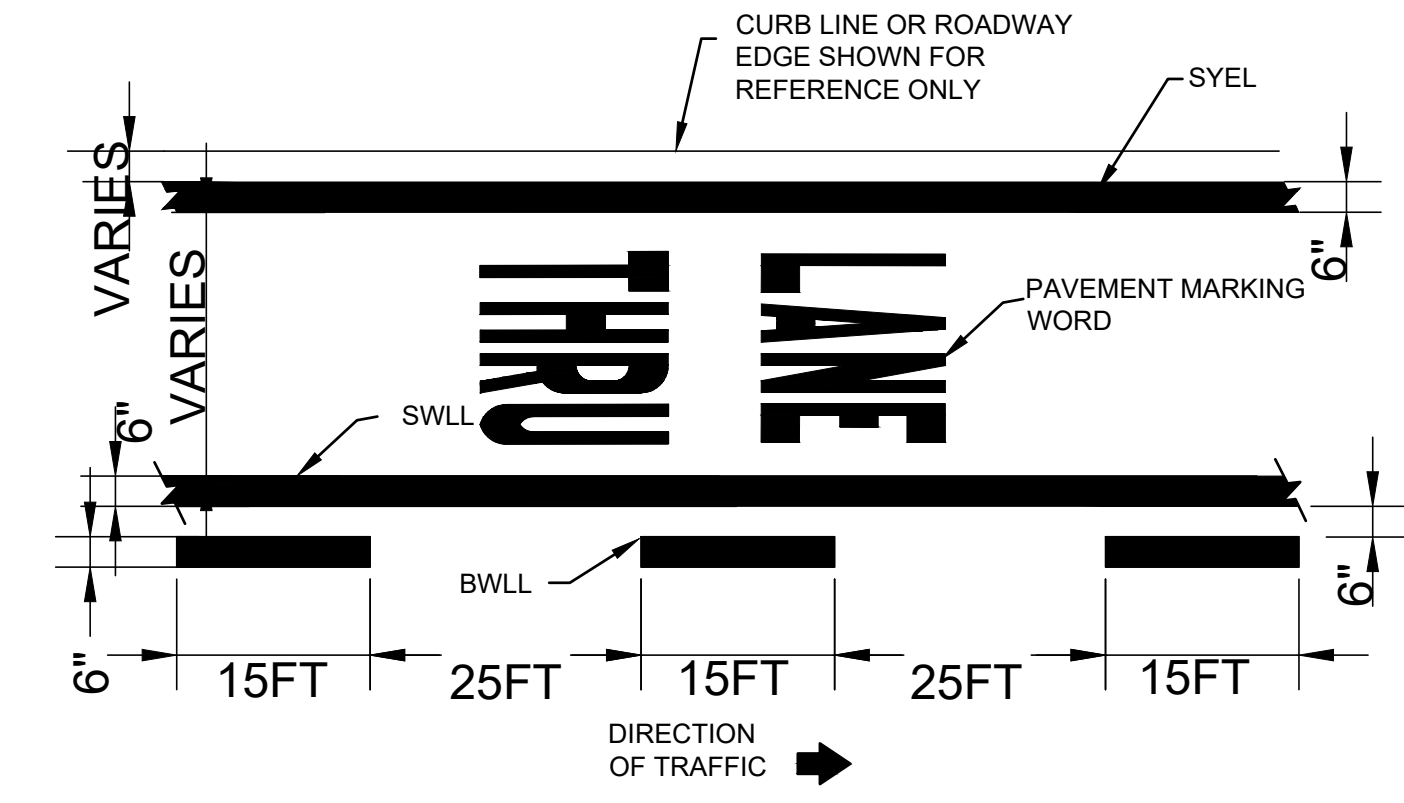 CURB LINE OR ROADWAY
EDGE SHOWN FOR
REFERENCE ONLY
SYEL
VARIES
VARIES
6"
THRU
LANE
PAVEMENT MARKING
WORD
6"
SWLL
BWLL
6"
6"
15FT
25FT
15FT
25FT
15FT
DIRECTION
OF TRAFFIC